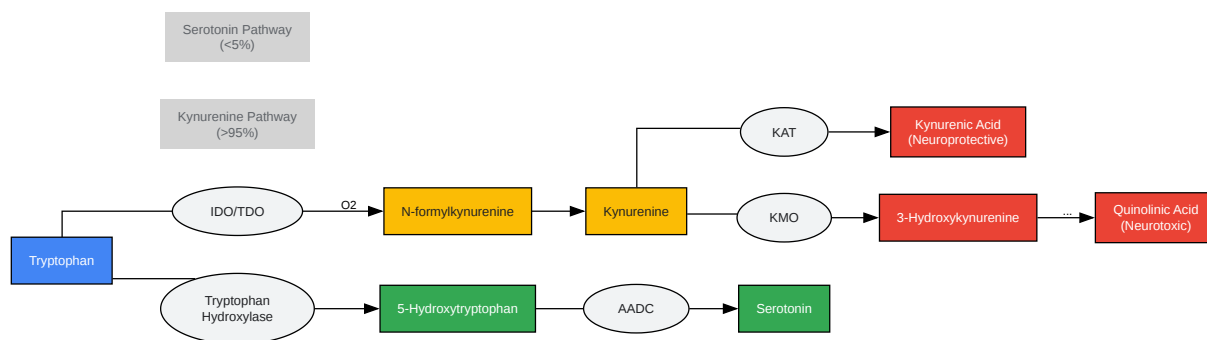 Serotonin Pathway
(<5%)
Kynurenine Pathway
(>95%)
KAT
Kynurenic Acid
(Neuroprotective)
IDO/TDO
O2
N-formylkynurenine
Kynurenine
KMO
3-Hydroxykynurenine
...
Quinolinic Acid
(Neurotoxic)
Tryptophan
Tryptophan
Hydroxylase
5-Hydroxytryptophan
AADC
Serotonin